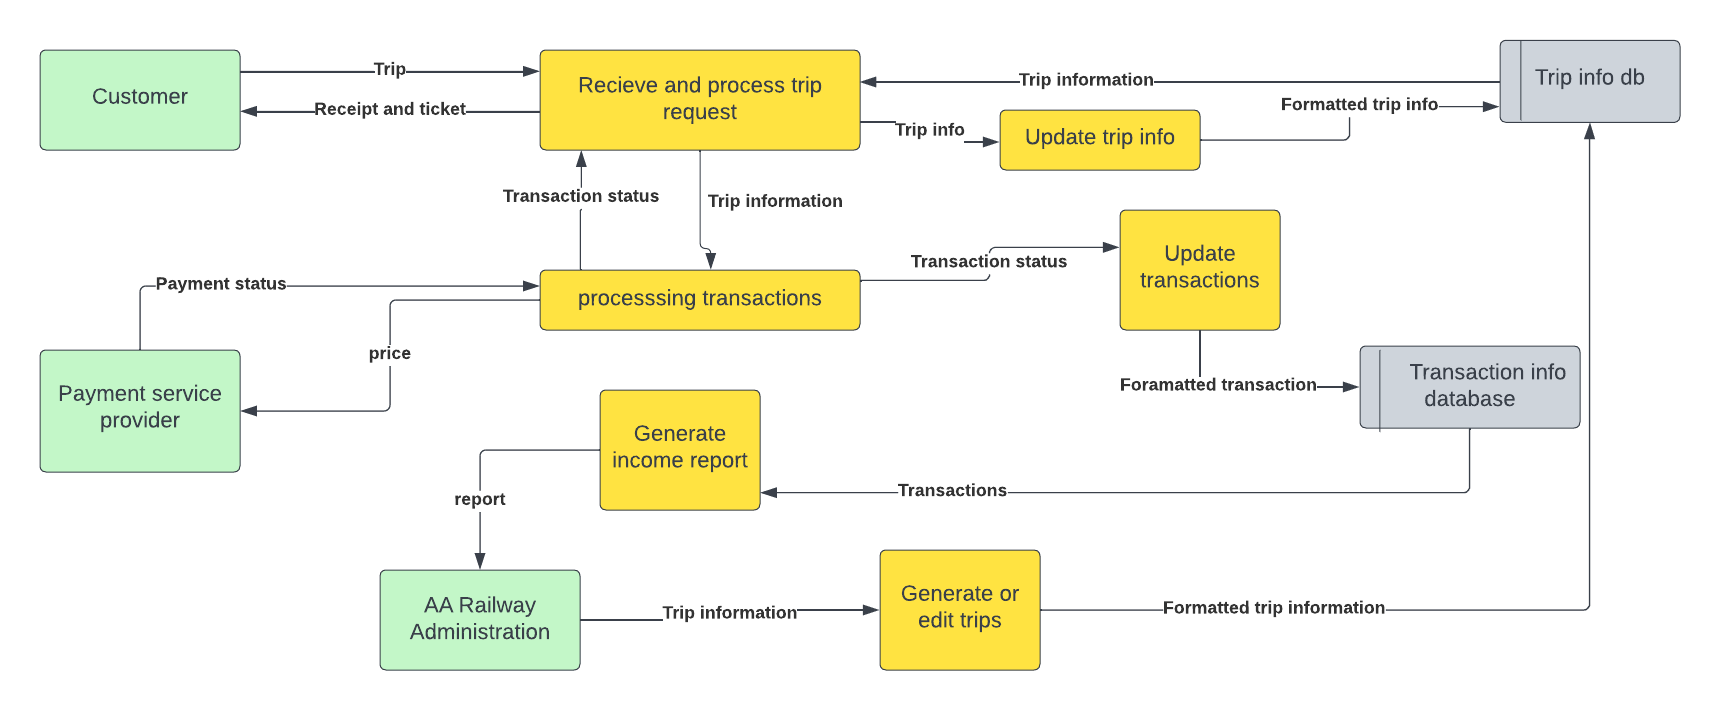 Customer
Trip
Receipt and ticket
Recieve and process trip
request
Trip information
Trip info db
Formatted trip info
Trip info
Update trip info
Transaction status
Trip information
Transaction status
Update
transactions
Payment status
processsing transactions
price
Payment service
provider
Foramatted transaction
Transaction info
database
Generate
income report
report
Transactions
AA Railway
Administration
Trip information
Generate or
edit trips
Formatted trip information